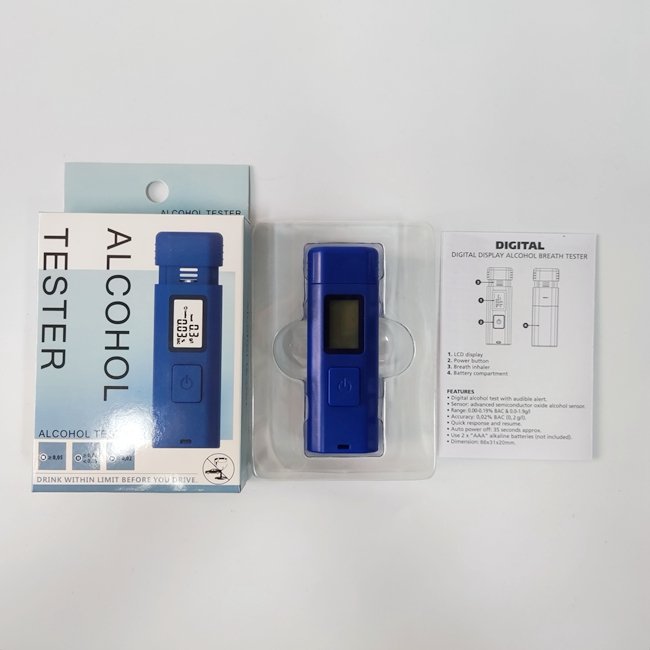 ALCOHOL TESTER
ALCOHOL
TESTER
ALCOHOL
≥ 0,05
DRINK WITHIN LIMIT BEFORE YOU DRIVE.
DIGITAL
DIGITAL DISPLAY ALCOHOL BREATH TESTER
1. LCD display
2. Power button
3. Breath inhaler
4. Battery compartment
FEATURES
• Digital alcohol test with audible alert.
• Sensor: advanced semiconductor oxide alcohol sensor.
• Range: 0.00-0.19% BAC & 0.0-1.9g/l
• Accuracy: 0,02% BAC (0, 2 g/l).
• Quick response and resume.
• Auto power off: 35 seconds approx.
• Use 2 x "AAA" alkaline batteries (not included).
• Dimension: 88x31x20mm.